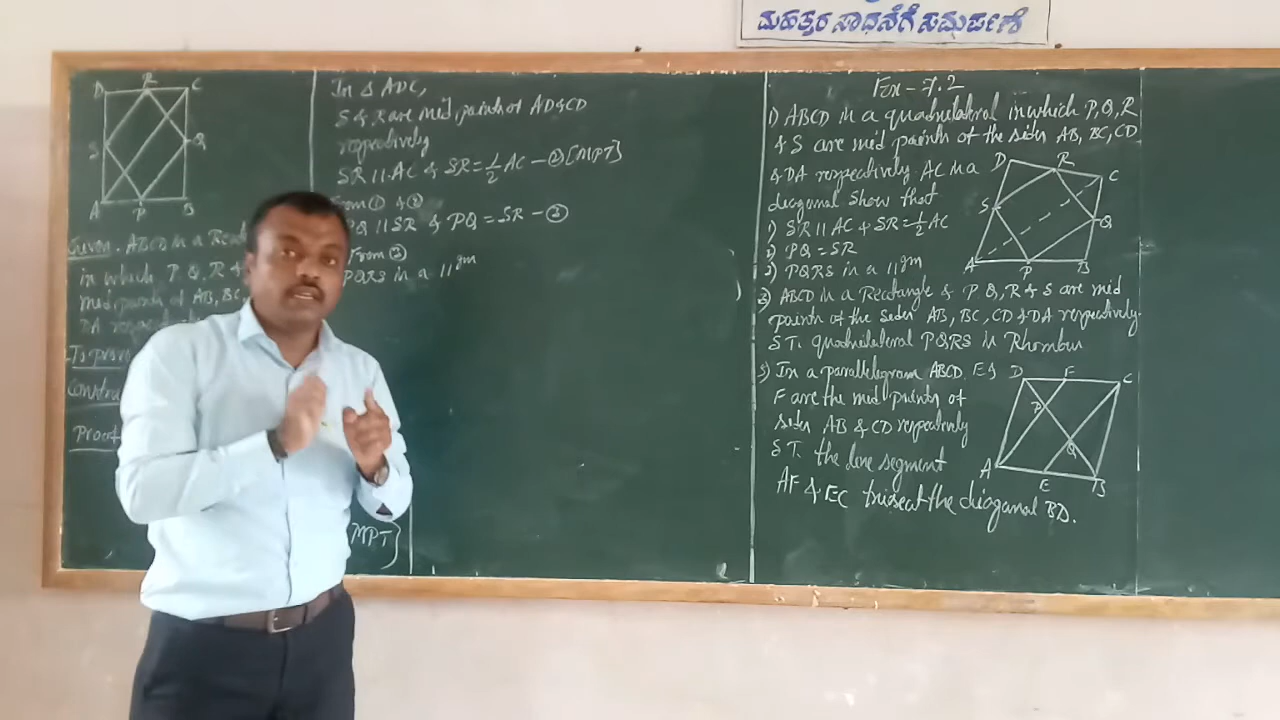 ಮಹತ್ತರ ಸಾಧನೆಗೆ ಸಮರ್ಪಣೆ
D R C
S Q
A P B
Given. ABCD is a
in which P Q, R &
mid points of AB, BC
DA
To prove
Constru
Proof
MPT}
In △ ADC,
S & R are mid points of AD & CD
respectively
SR || AC & SR = 1/2 AC - ② [MPT]
From ① & ②
PQ || SR & PQ = SR - ③
From ③
PQRS is a ||gm
Ex - 7.2
1) ABCD is a quadrilateral in which P, Q, R
& S are mid points of the sides AB, BC, CD
& DA respectively. AC is a
diagonal Show that
1) SR || AC & SR = 1/2 AC
2) PQ = SR
3) PQRS is a ||gm
D R C
S Q
A P B
2) ABCD is a Rectangle & P Q, R & S are mid
points of the sides AB, BC, CD & DA respectively.
S T. quadrilateral PQRS is Rhombus
3) In a parallelogram ABCD. E &
F are the mid points of
sides AB & CD respectively
S T. the line segment
AF & EC trisect the diagonal BD.
D F C
P
Q
A E B